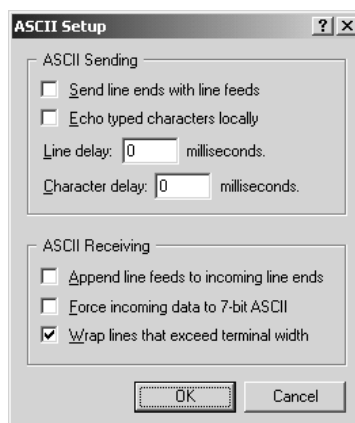 ASCII Setup
ASCII Sending
Send line ends with line feeds
Echo typed characters locally
Line delay: 0 milliseconds.
Character delay: 0 milliseconds.
ASCII Receiving
Append line feeds to incoming line ends
Force incoming data to 7-bit ASCII
Wrap lines that exceed terminal width
OK Cancel